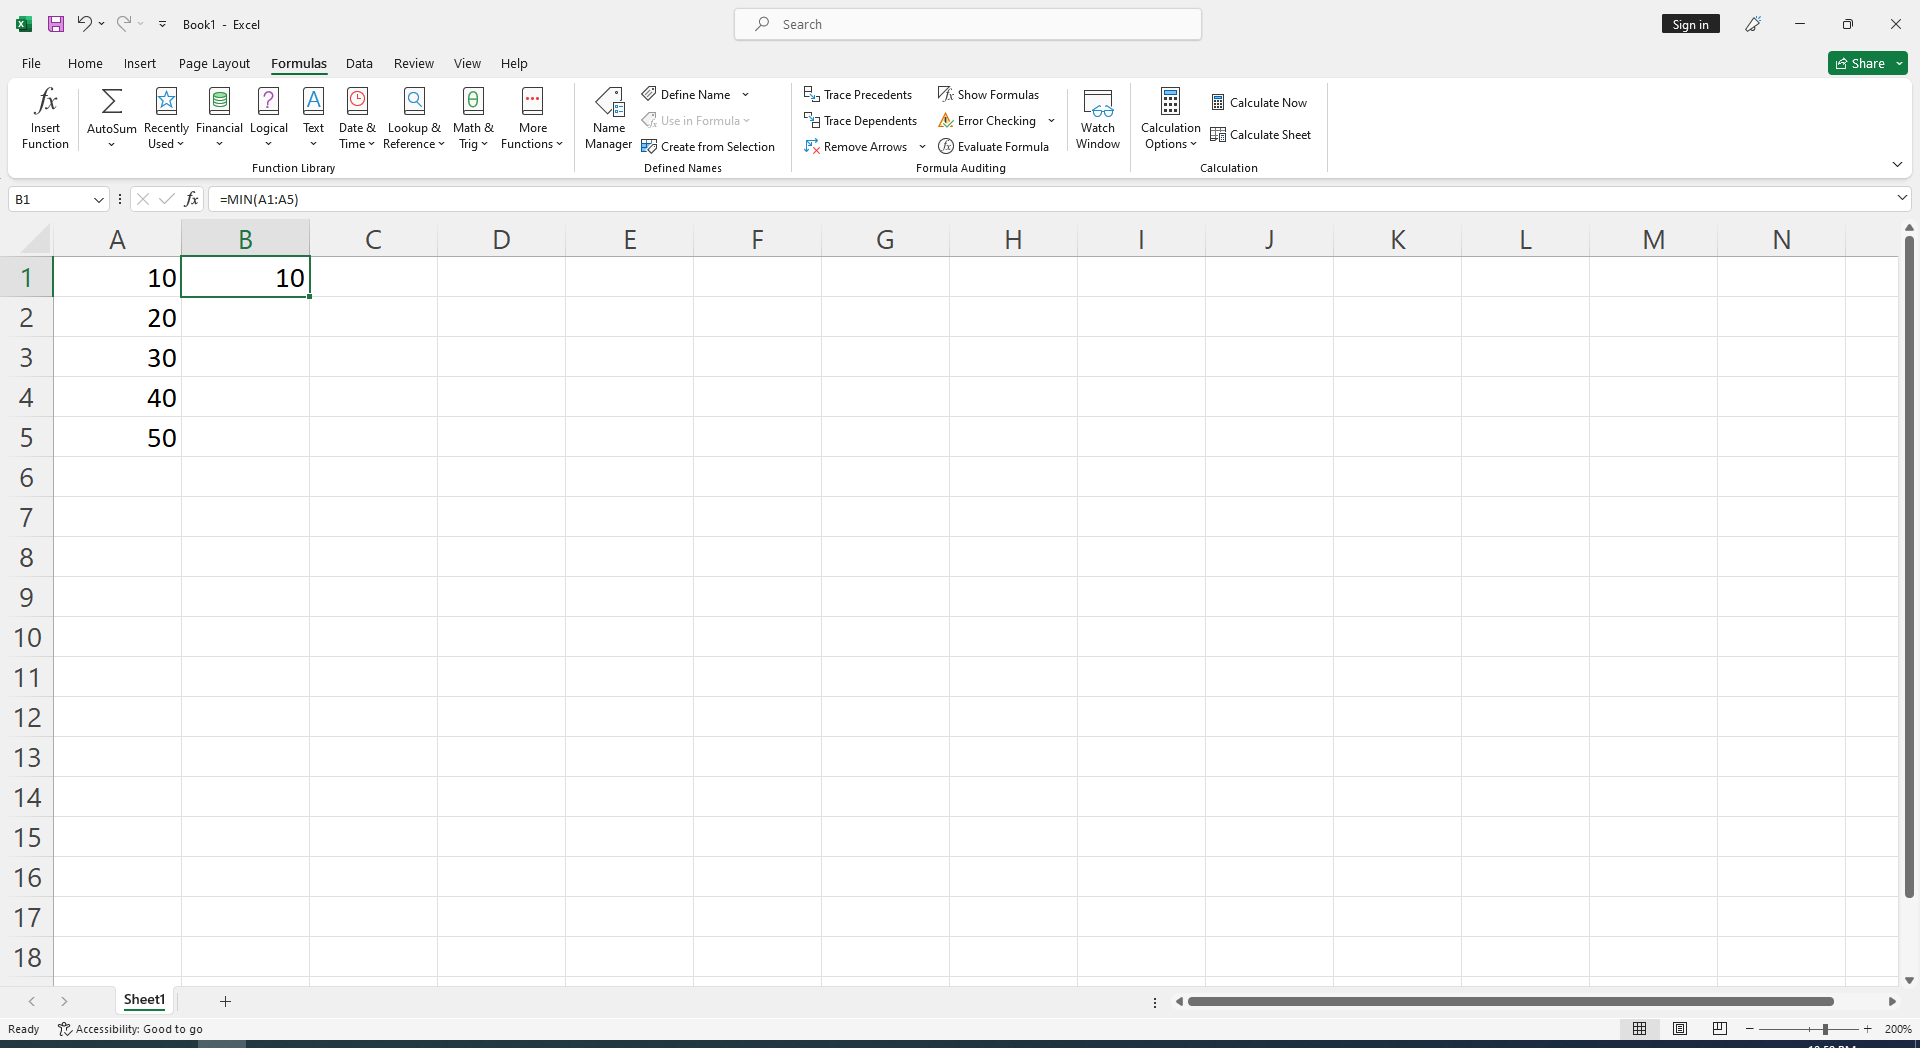 Book1 - Excel
Search
Sign in
File Home Insert Page Layout Formulas Data Review View Help
Share
Insert Function
AutoSum
Recently Used
Financial
Logical
Text
Date & Time
Lookup & Reference
Math & Trig
More Functions
Function Library
Name Manager
Define Name
Use in Formula
Create from Selection
Defined Names
Trace Precedents
Trace Dependents
Remove Arrows
Show Formulas
Error Checking
Evaluate Formula
Formula Auditing
Watch Window
Calculation Options
Calculate Now
Calculate Sheet
Calculation
B1 fx =MIN(A1:A5)
A B C D E F G H I J K L M N
1 10 10
2 20
3 30
4 40
5 50
6
7
8
9
10
11
12
13
14
15
16
17
18
Sheet1
Ready Accessibility: Good to go
200%